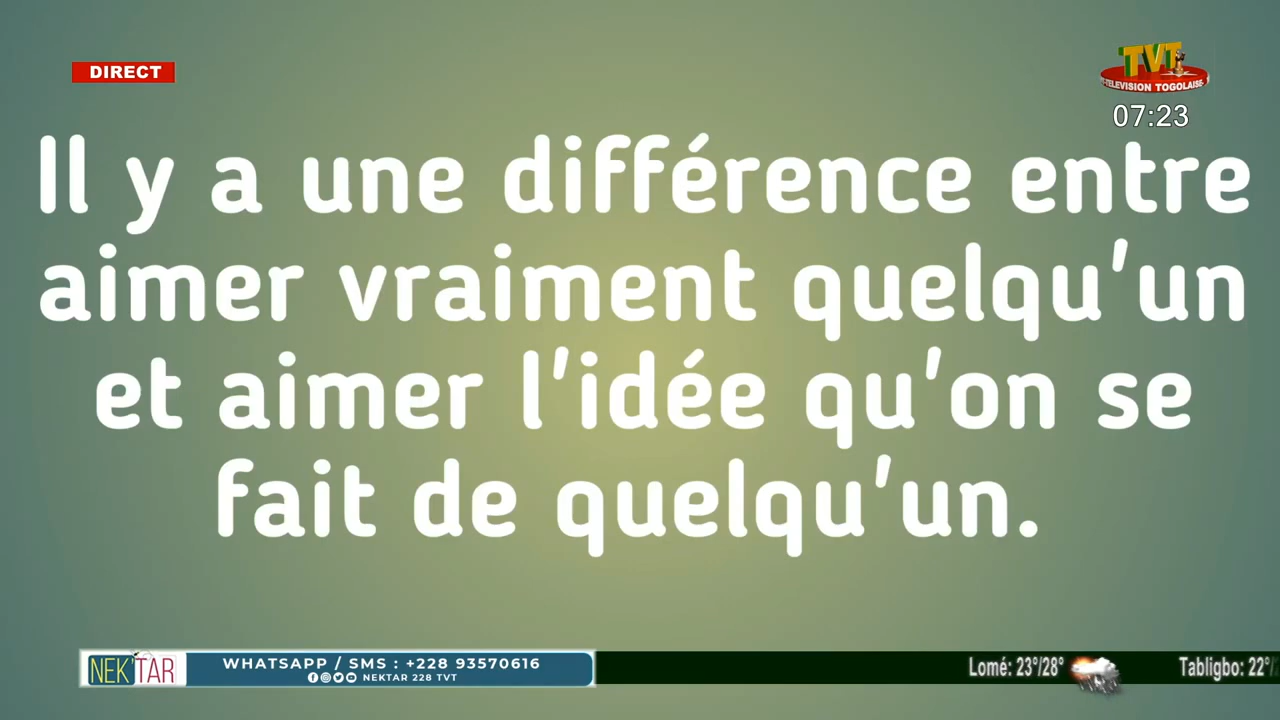 DIRECT
TVT
TELEVISION TOGOLAISE
07:23
Il y a une différence entre
aimer vraiment quelqu'un
et aimer l'idée qu'on se
fait de quelqu'un.
NEK'TAR
WHATSAPP / SMS : +228 93570616
NEKTAR 228 TVT
Lomé: 23°/28°
Tabligbo: 22°/